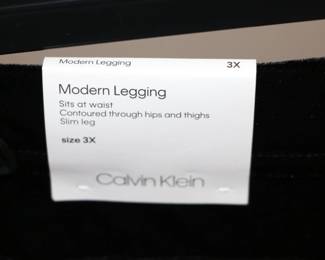 Modern Legging 3X
Modern Legging
Sits at waist
Contoured through hips and thighs
Slim leg
size 3X
Calvin Klein